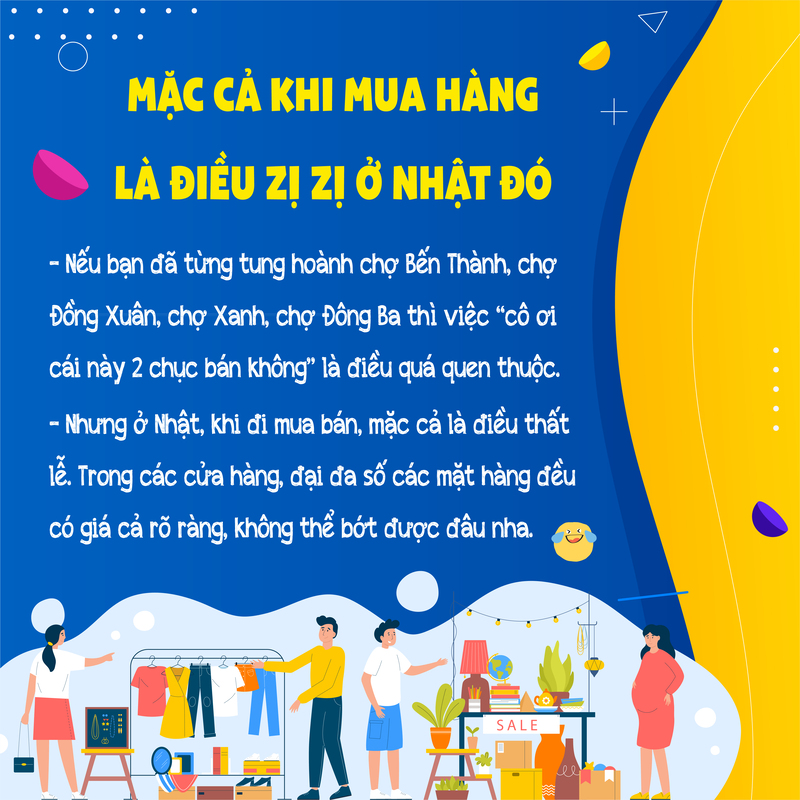 MẶC CẢ KHI MUA HÀNG
LÀ ĐIỀU ZỊ ZỊ Ở NHẬT ĐÓ
- Nếu bạn đã từng tung hoành chợ Bến Thành, chợ
Đồng Xuân, chợ Xanh, chợ Đông Ba thì việc “cô ơi
cái này 2 chục bán không” là điều quá quen thuộc.
- Nhưng ở Nhật, khi đi mua bán, mặc cả là điều thất
lễ. Trong các cửa hàng, đại đa số các mặt hàng đều
có giá cả rõ ràng, không thể bớt được đâu nha.
SALE